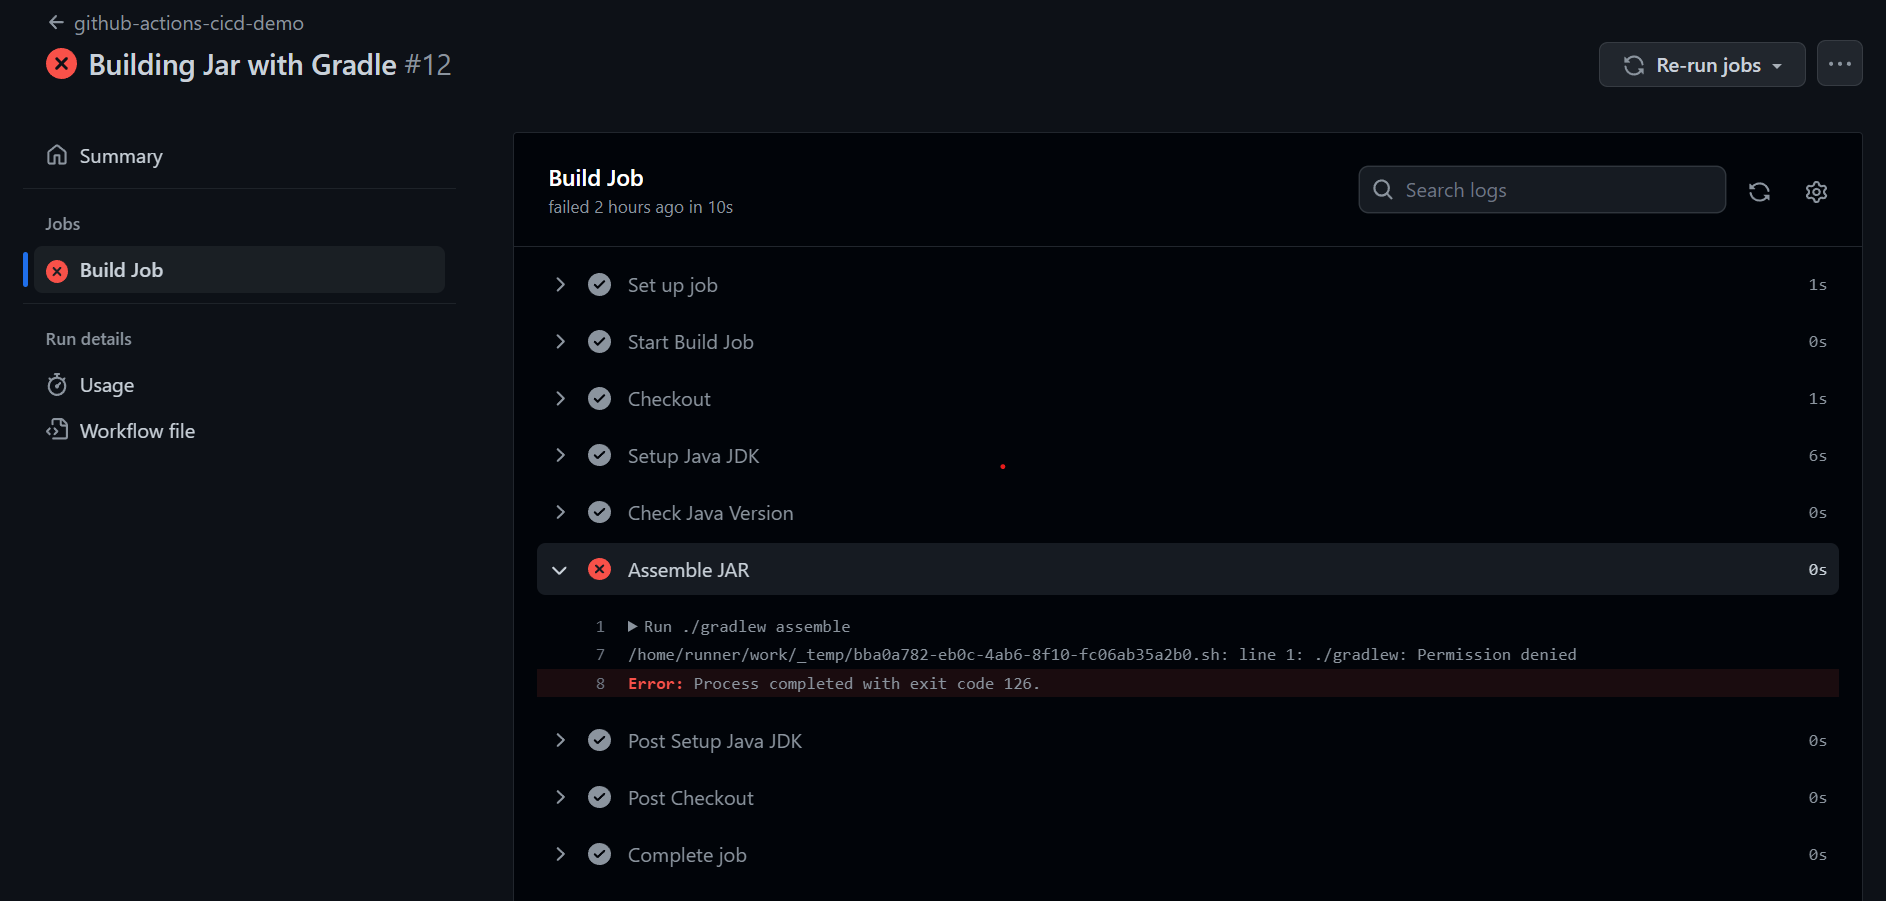 github-actions-cicd-demo
Building Jar with Gradle #12
Re-run jobs
Summary
Jobs
Build Job
Run details
Usage
Workflow file
Build Job
failed 2 hours ago in 10s
Search logs
Set up job 1s
Start Build Job 0s
Checkout 1s
Setup Java JDK 6s
Check Java Version 0s
Assemble JAR 0s
1 Run ./gradlew assemble
7 /home/runner/work/_temp/bba0a782-eb0c-4ab6-8f10-fc06ab35a2b0.sh: line 1: ./gradlew: Permission denied
8 Error: Process completed with exit code 126.
Post Setup Java JDK 0s
Post Checkout 0s
Complete job 0s